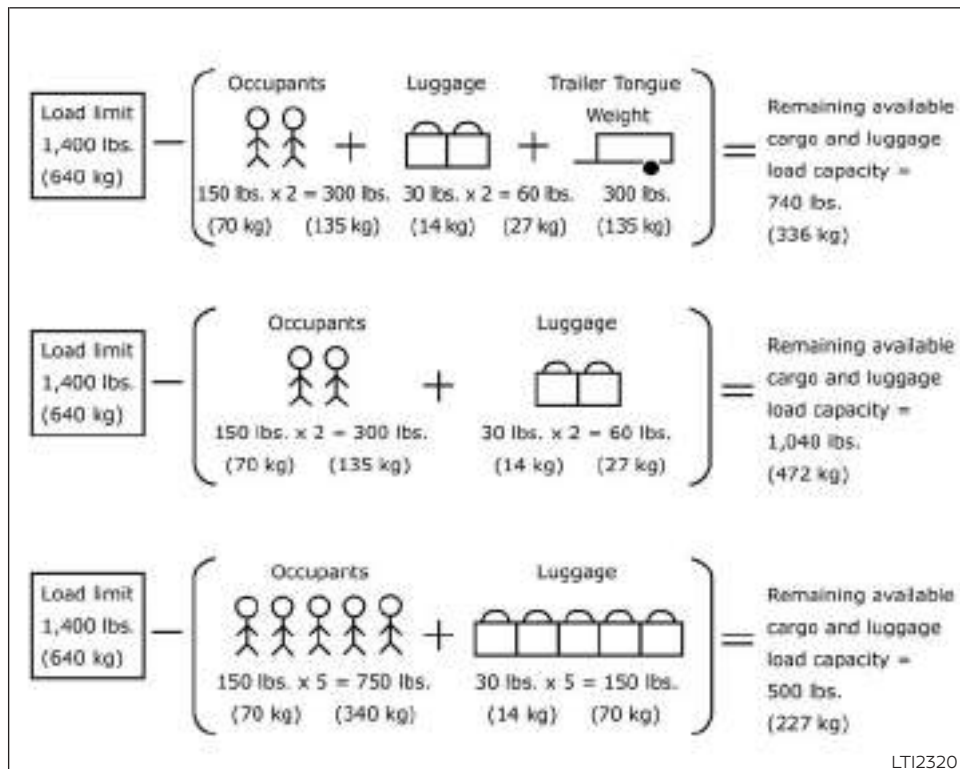 Occupants Luggage Trailer Tongue
Weight
Load limit
1,400 lbs.
(640 kg)
−
+
+
150 lbs. x 2 = 300 lbs. 30 lbs. x 2 = 60 lbs. 300 lbs.
(70 kg) (135 kg) (14 kg) (27 kg) (135 kg)
=
Remaining available
cargo and luggage
load capacity =
740 lbs.
(336 kg)
Occupants Luggage
Load limit
1,400 lbs.
(640 kg)
−
+
150 lbs. x 2 = 300 lbs. 30 lbs. x 2 = 60 lbs.
(70 kg) (135 kg) (14 kg) (27 kg)
=
Remaining available
cargo and luggage
load capacity =
1,040 lbs.
(472 kg)
Occupants Luggage
Load limit
1,400 lbs.
(640 kg)
−
+
150 lbs. x 5 = 750 lbs. 30 lbs. x 5 = 150 lbs.
(70 kg) (340 kg) (14 kg) (70 kg)
=
Remaining available
cargo and luggage
load capacity =
500 lbs.
(227 kg)
LTI2320